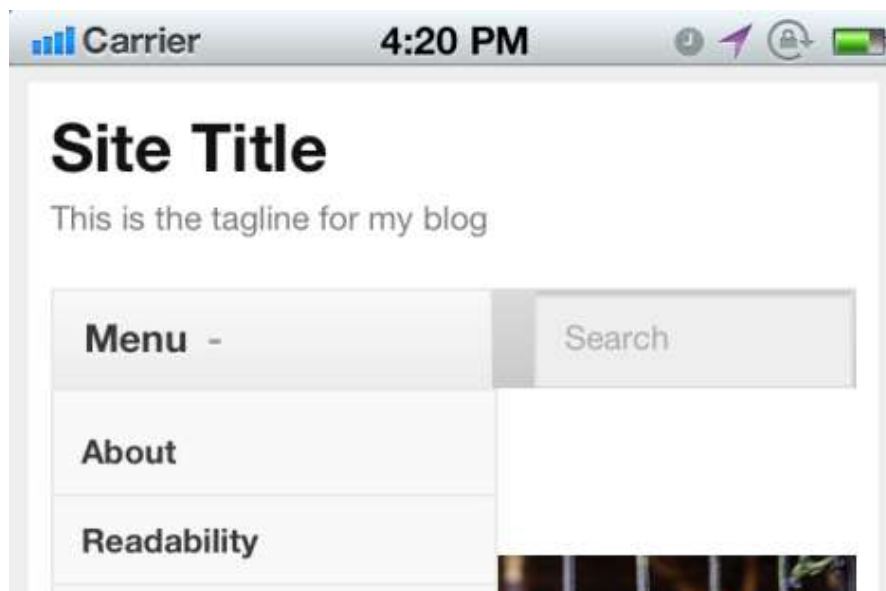 Carrier 4:20 PM
Site Title
This is the tagline for my blog
Menu - Search
About
Readability